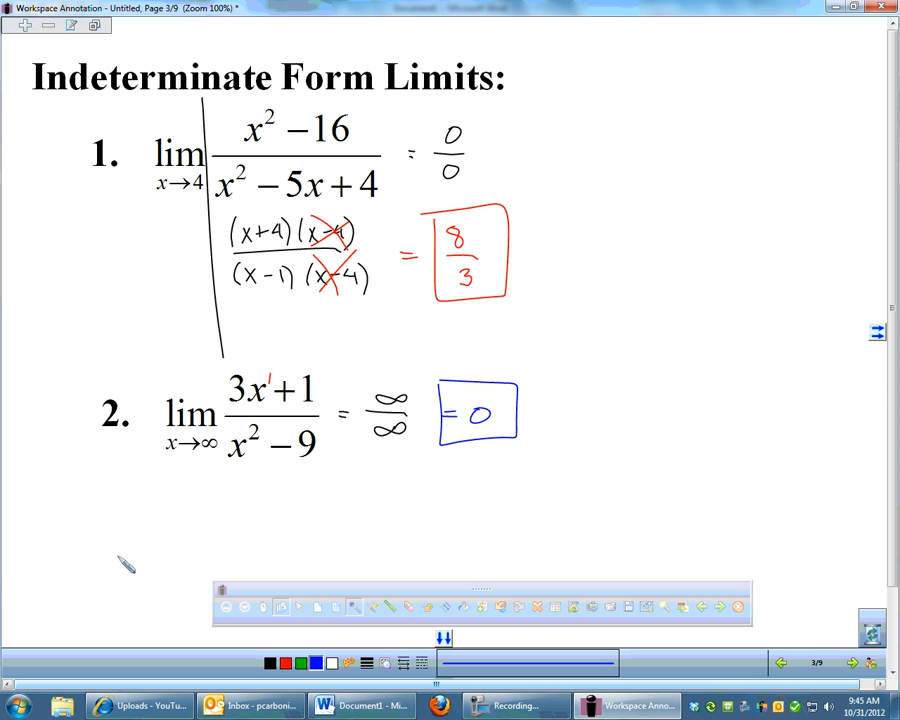 Workspace Annotation - Untitled, Page 3/9 (Zoom 100%) *
Indeterminate Form Limits:
1. lim x→4 (x² − 16)/(x² − 5x + 4) = 0/0
(x+4)(x-4)/(x-1)(x-4) = 8/3
2. lim x→∞ (3x¹ + 1)/(x² − 9) = ∞/∞ = 0
3/9
Uploads - YouTu...
Inbox - pcarboni...
Document1 - Mi...
Recording...
Workspace Anno...
9:45 AM
10/31/2012